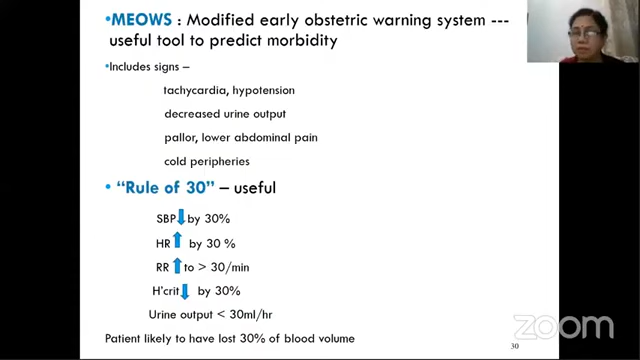 •MEOWS : Modified early obstetric warning system ---
useful tool to predict morbidity
•Includes signs –
tachycardia, hypotension
decreased urine output
pallor, lower abdominal pain
cold peripheries
• “Rule of 30” – useful
SBP by 30%
HR by 30 %
RR to > 30/min
H'crit by 30%
Urine output < 30ml/hr
Patient likely to have lost 30% of blood volume
30
zoom